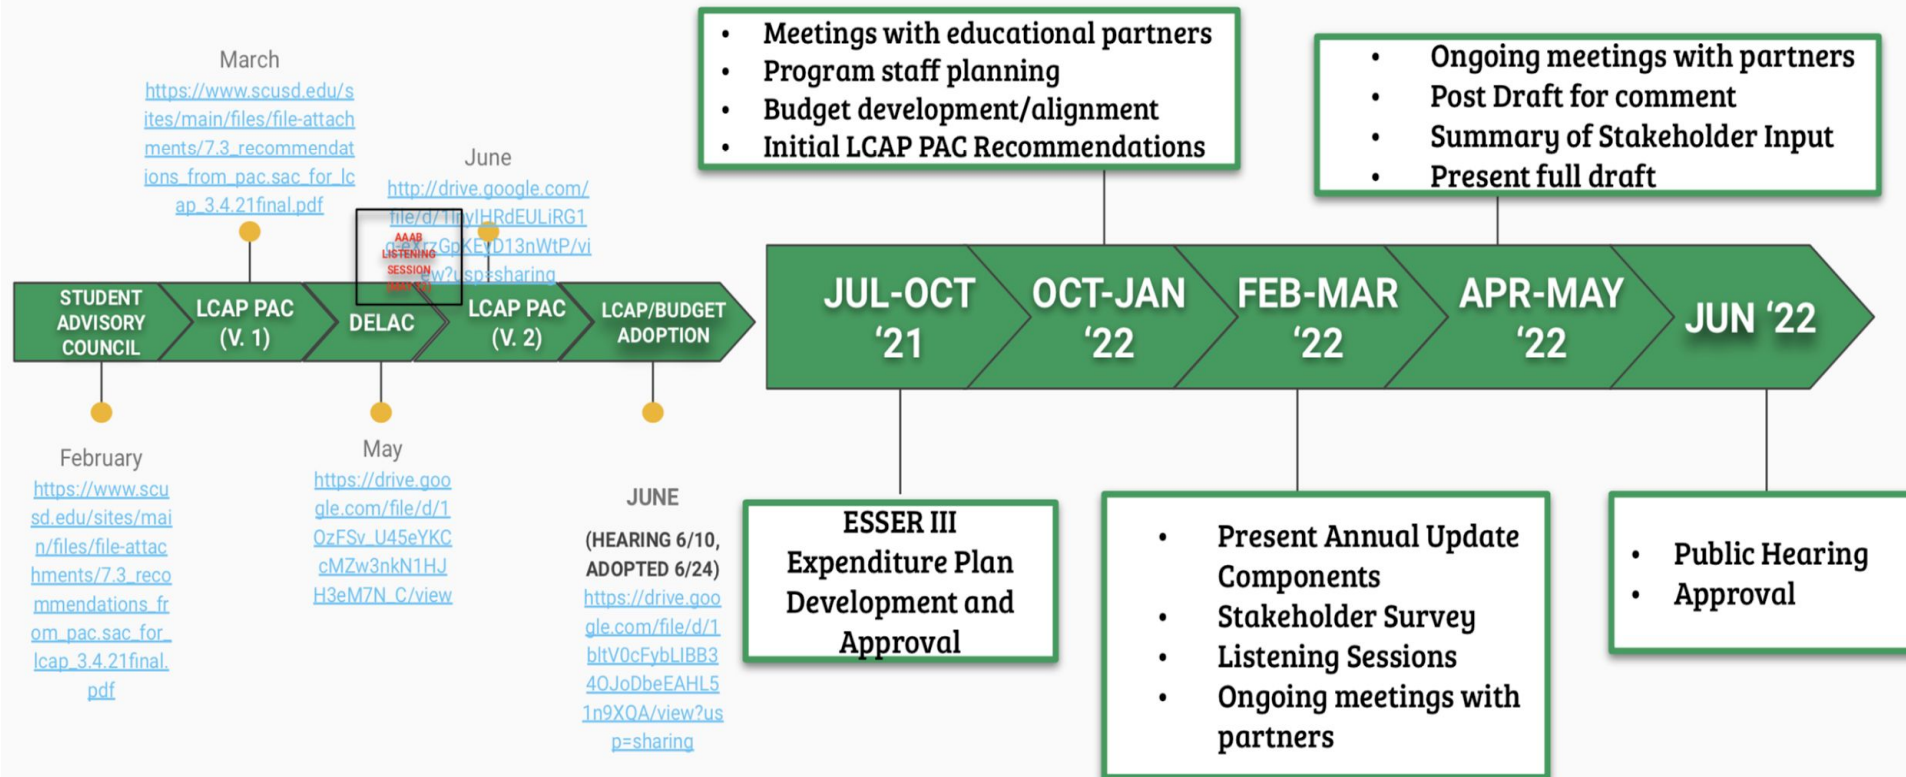 March
https://www.scusd.edu/s
ites/main/files/file-attach
ments/7.3_recommendat
ions_from_pac.sac_for_lc
ap_3.4.21final.pdf
June
http://drive.google.com/
ew?usp=sharing
AAAB
LISTENING
SESSION
STUDENT
ADVISORY
COUNCIL
LCAP PAC
(V. 1)
DELAC
LCAP PAC
(V. 2)
LCAP/BUDGET
ADOPTION
February
https://www.scu
sd.edu/sites/mai
n/files/file-attac
hments/7.3_reco
mmendations_fr
om_pac.sac_for_
lcap_3.4.21final.
pdf
May
https://drive.goo
gle.com/file/d/1
OzFSv_U45eYKC
cMZw3nkN1HJ
H3eM7N_C/view
JUNE
(HEARING 6/10,
ADOPTED 6/24)
https://drive.goo
gle.com/file/d/1
bltV0cFybLIBB3
4OJoDbeEAHL5
1n9XQA/view?us
p=sharing
• Meetings with educational partners
• Program staff planning
• Budget development/alignment
• Initial LCAP PAC Recommendations
• Ongoing meetings with partners
• Post Draft for comment
• Summary of Stakeholder Input
• Present full draft
JUL-OCT
‘21
OCT-JAN
‘22
FEB-MAR
‘22
APR-MAY
‘22
JUN ‘22
ESSER III
Expenditure Plan
Development and
Approval
• Present Annual Update
Components
• Stakeholder Survey
• Listening Sessions
• Ongoing meetings with
partners
• Public Hearing
• Approval